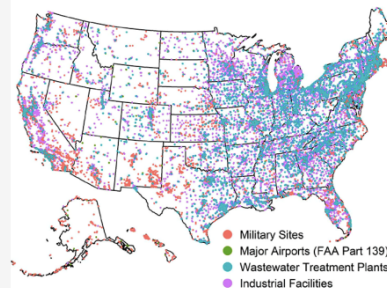 Military Sites
Major Airports (FAA Part 139)
Wastewater Treatment Plants
Industrial Facilities